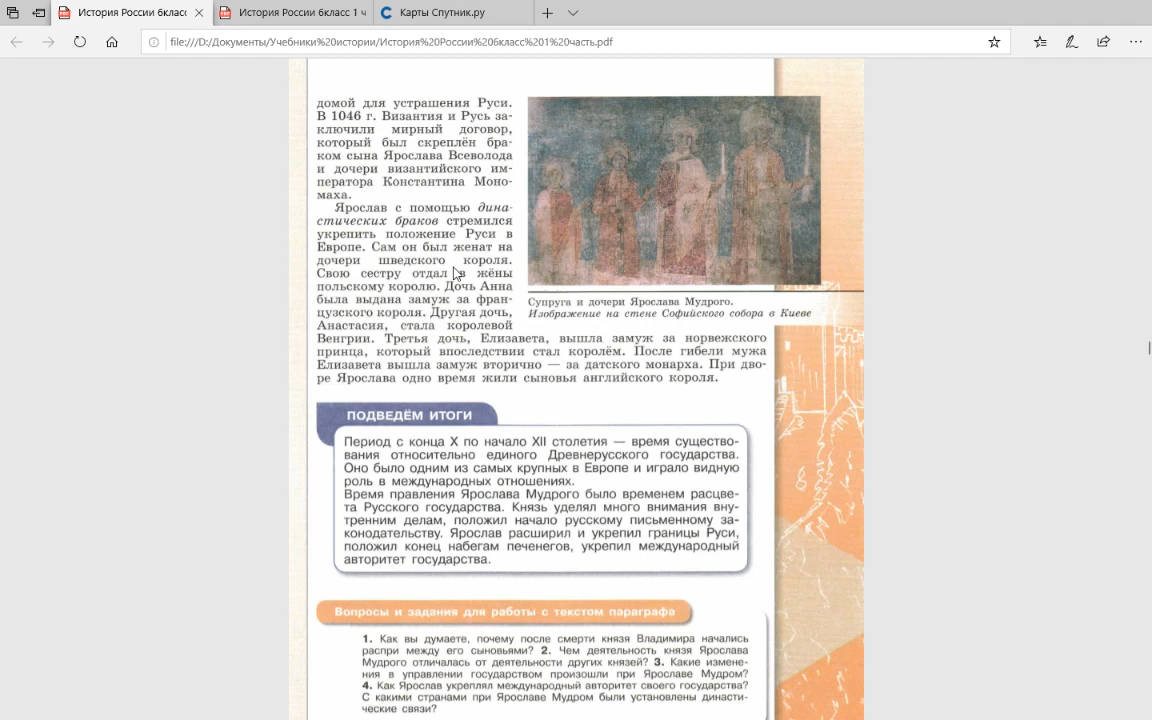 История России 6класс
История России 6класс 1 ч
Карты Спутник.ру
file:///D:/Документы/Учебники%20истории/История%20России%206класс%201%20часть.pdf
домой для устрашения Руси.
В 1046 г. Византия и Русь за-
ключили мирный договор,
который был скреплён бра-
ком сына Ярослава Всеволода
и дочери византийского им-
ператора Константина Моно-
маха.
Ярослав с помощью дина-
стических браков стремился
укрепить положение Руси в
Европе. Сам он был женат на
дочери шведского короля.
Свою сестру отдал в жёны
польскому королю. Дочь Анна
была выдана замуж за фран-
цузского короля. Другая дочь,
Анастасия, стала королевой
Венгрии. Третья дочь, Елизавета, вышла замуж за норвежского
принца, который впоследствии стал королём. После гибели мужа
Елизавета вышла замуж вторично — за датского монарха. При дво-
ре Ярослава одно время жили сыновья английского короля.
Супруга и дочери Ярослава Мудрого.
Изображение на стене Софийского собора в Киеве
ПОДВЕДЁМ ИТОГИ
Период с конца X по начало XII столетия — время существо-
вания относительно единого Древнерусского государства.
Оно было одним из самых крупных в Европе и играло видную
роль в международных отношениях.
Время правления Ярослава Мудрого было временем расцве-
та Русского государства. Князь уделял много внимания вну-
тренним делам, положил начало русскому письменному за-
конодательству. Ярослав расширил и укрепил границы Руси,
положил конец набегам печенегов, укрепил международный
авторитет государства.
Вопросы и задания для работы с текстом параграфа
1. Как вы думаете, почему после смерти князя Владимира начались
распри между его сыновьями? 2. Чем деятельность князя Ярослава
Мудрого отличалась от деятельности других князей? 3. Какие измене-
ния в управлении государством произошли при Ярославе Мудром?
4. Как Ярослав укреплял международный авторитет своего государства?
С какими странами при Ярославе Мудром были установлены династи-
ческие связи?